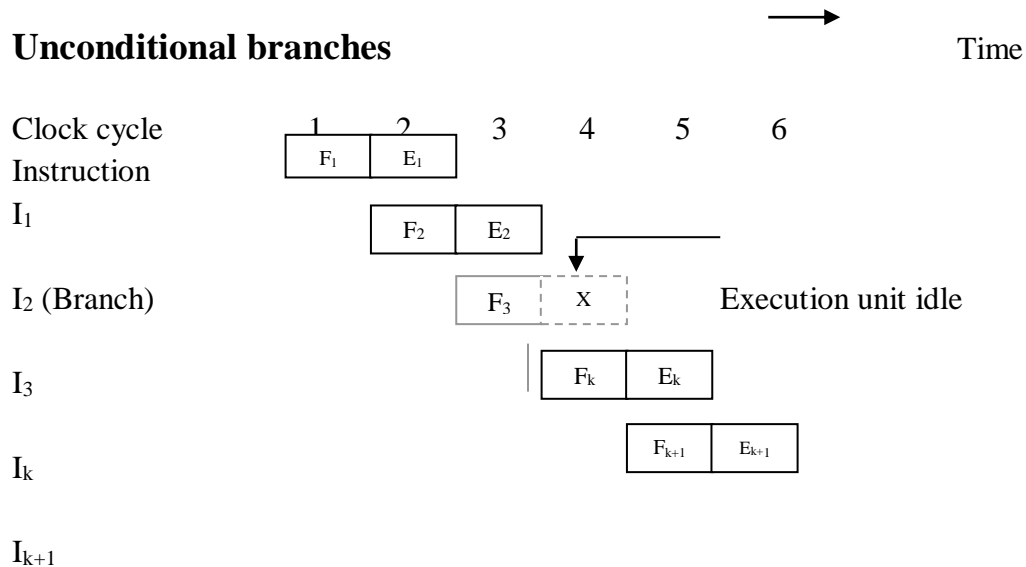 Unconditional branches Time
Clock cycle 1 2 3 4 5 6
F₁ E₁
Instruction
I₁
F₂ E₂
I₂ (Branch) F₃ X Execution unit idle
I₃ Fₖ Eₖ
Iₖ Fₖ₊₁ Eₖ₊₁
Iₖ₊₁